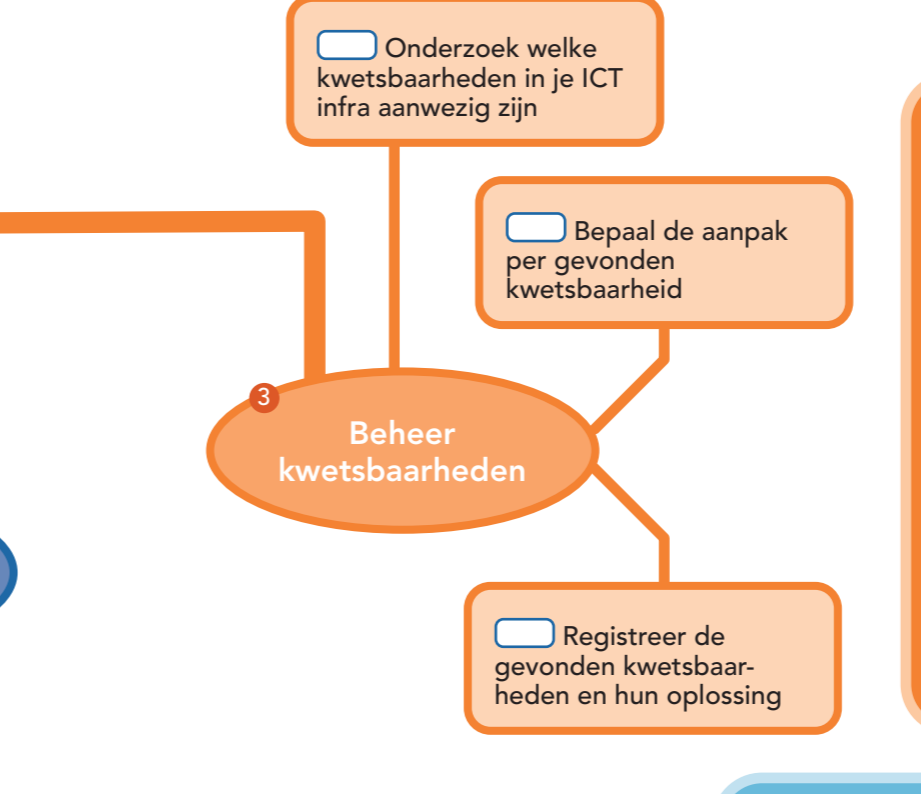 Onderzoek welke
kwetsbaarheden in je ICT
infra aanwezig zijn
Bepaal de aanpak
per gevonden
kwetsbaarheid
3
Beheer
kwetsbaarheden
Registreer de
gevonden kwetsbaar-
heden en hun oplossing